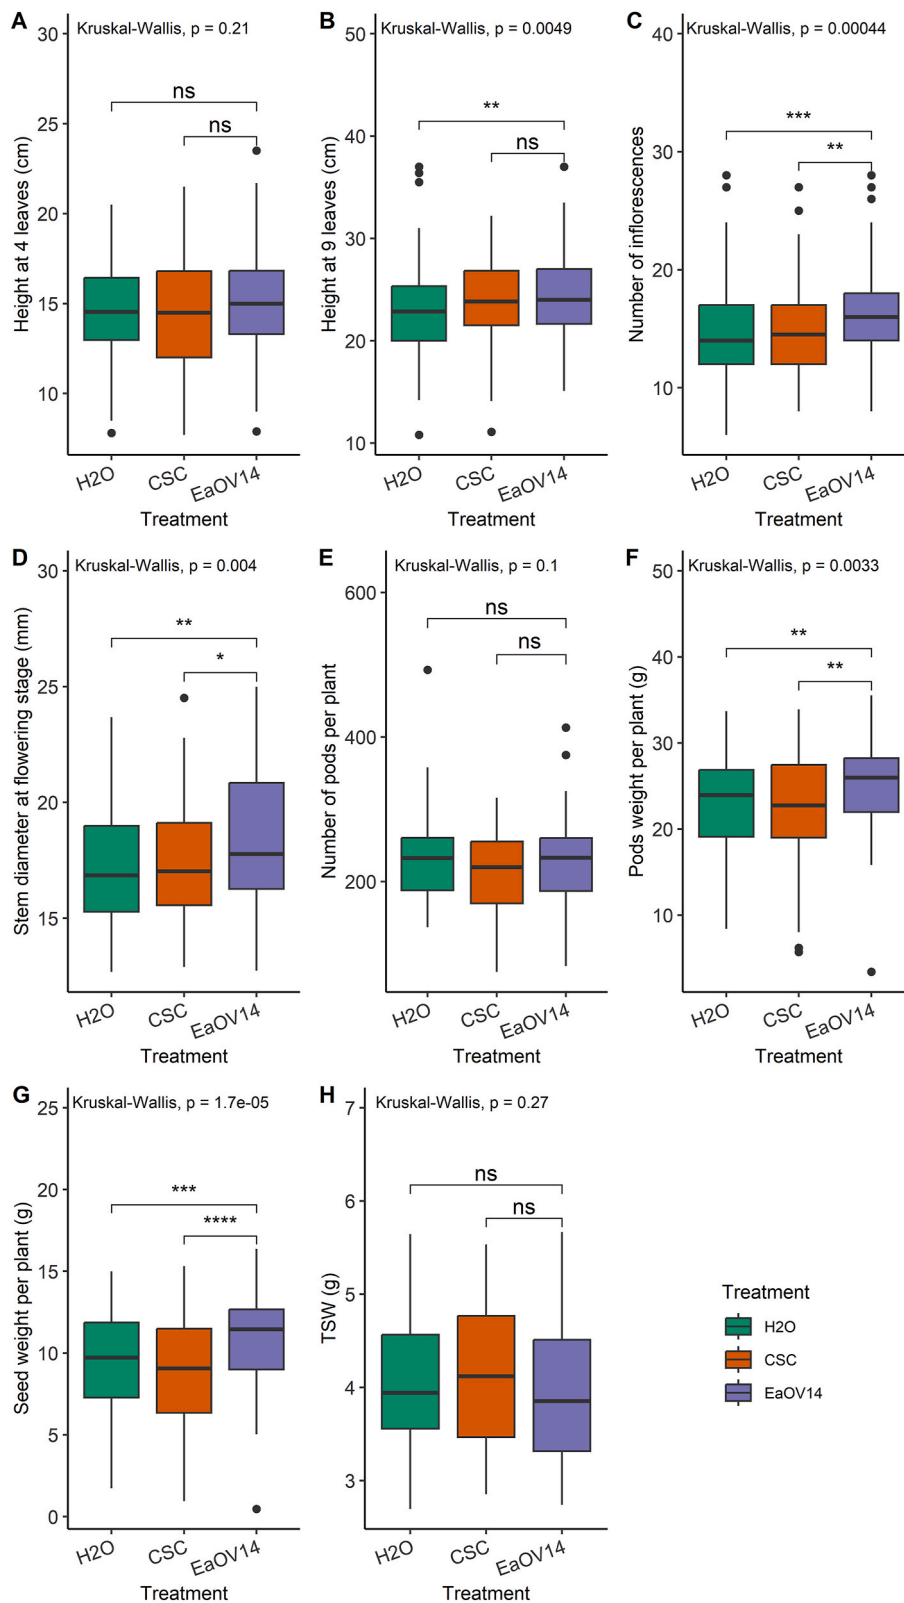 A
Kruskal-Wallis, p = 0.21
Height at 4 leaves (cm)
30
25
20
15
10
ns
ns
H2O
CSC
EaOV14
Treatment
B
Kruskal-Wallis, p = 0.0049
Height at 9 leaves (cm)
50
40
30
20
10
**
ns
H2O
CSC
EaOV14
Treatment
C
Kruskal-Wallis, p = 0.00044
Number of inflorescences
40
30
20
10
***
**
H2O
CSC
EaOV14
Treatment
D
Kruskal-Wallis, p = 0.004
Stem diameter at flowering stage (mm)
30
25
20
15
**
*
H2O
CSC
EaOV14
Treatment
E
Kruskal-Wallis, p = 0.1
Number of pods per plant
600
400
200
ns
ns
H2O
CSC
EaOV14
Treatment
F
Kruskal-Wallis, p = 0.0033
Pods weight per plant (g)
50
40
30
20
10
**
**
H2O
CSC
EaOV14
Treatment
G
Kruskal-Wallis, p = 1.7e-05
Seed weight per plant (g)
25
20
15
10
5
0
***
****
H2O
CSC
EaOV14
Treatment
H
Kruskal-Wallis, p = 0.27
TSW (g)
7
6
5
4
3
ns
ns
H2O
CSC
EaOV14
Treatment
Treatment
H2O
CSC
EaOV14